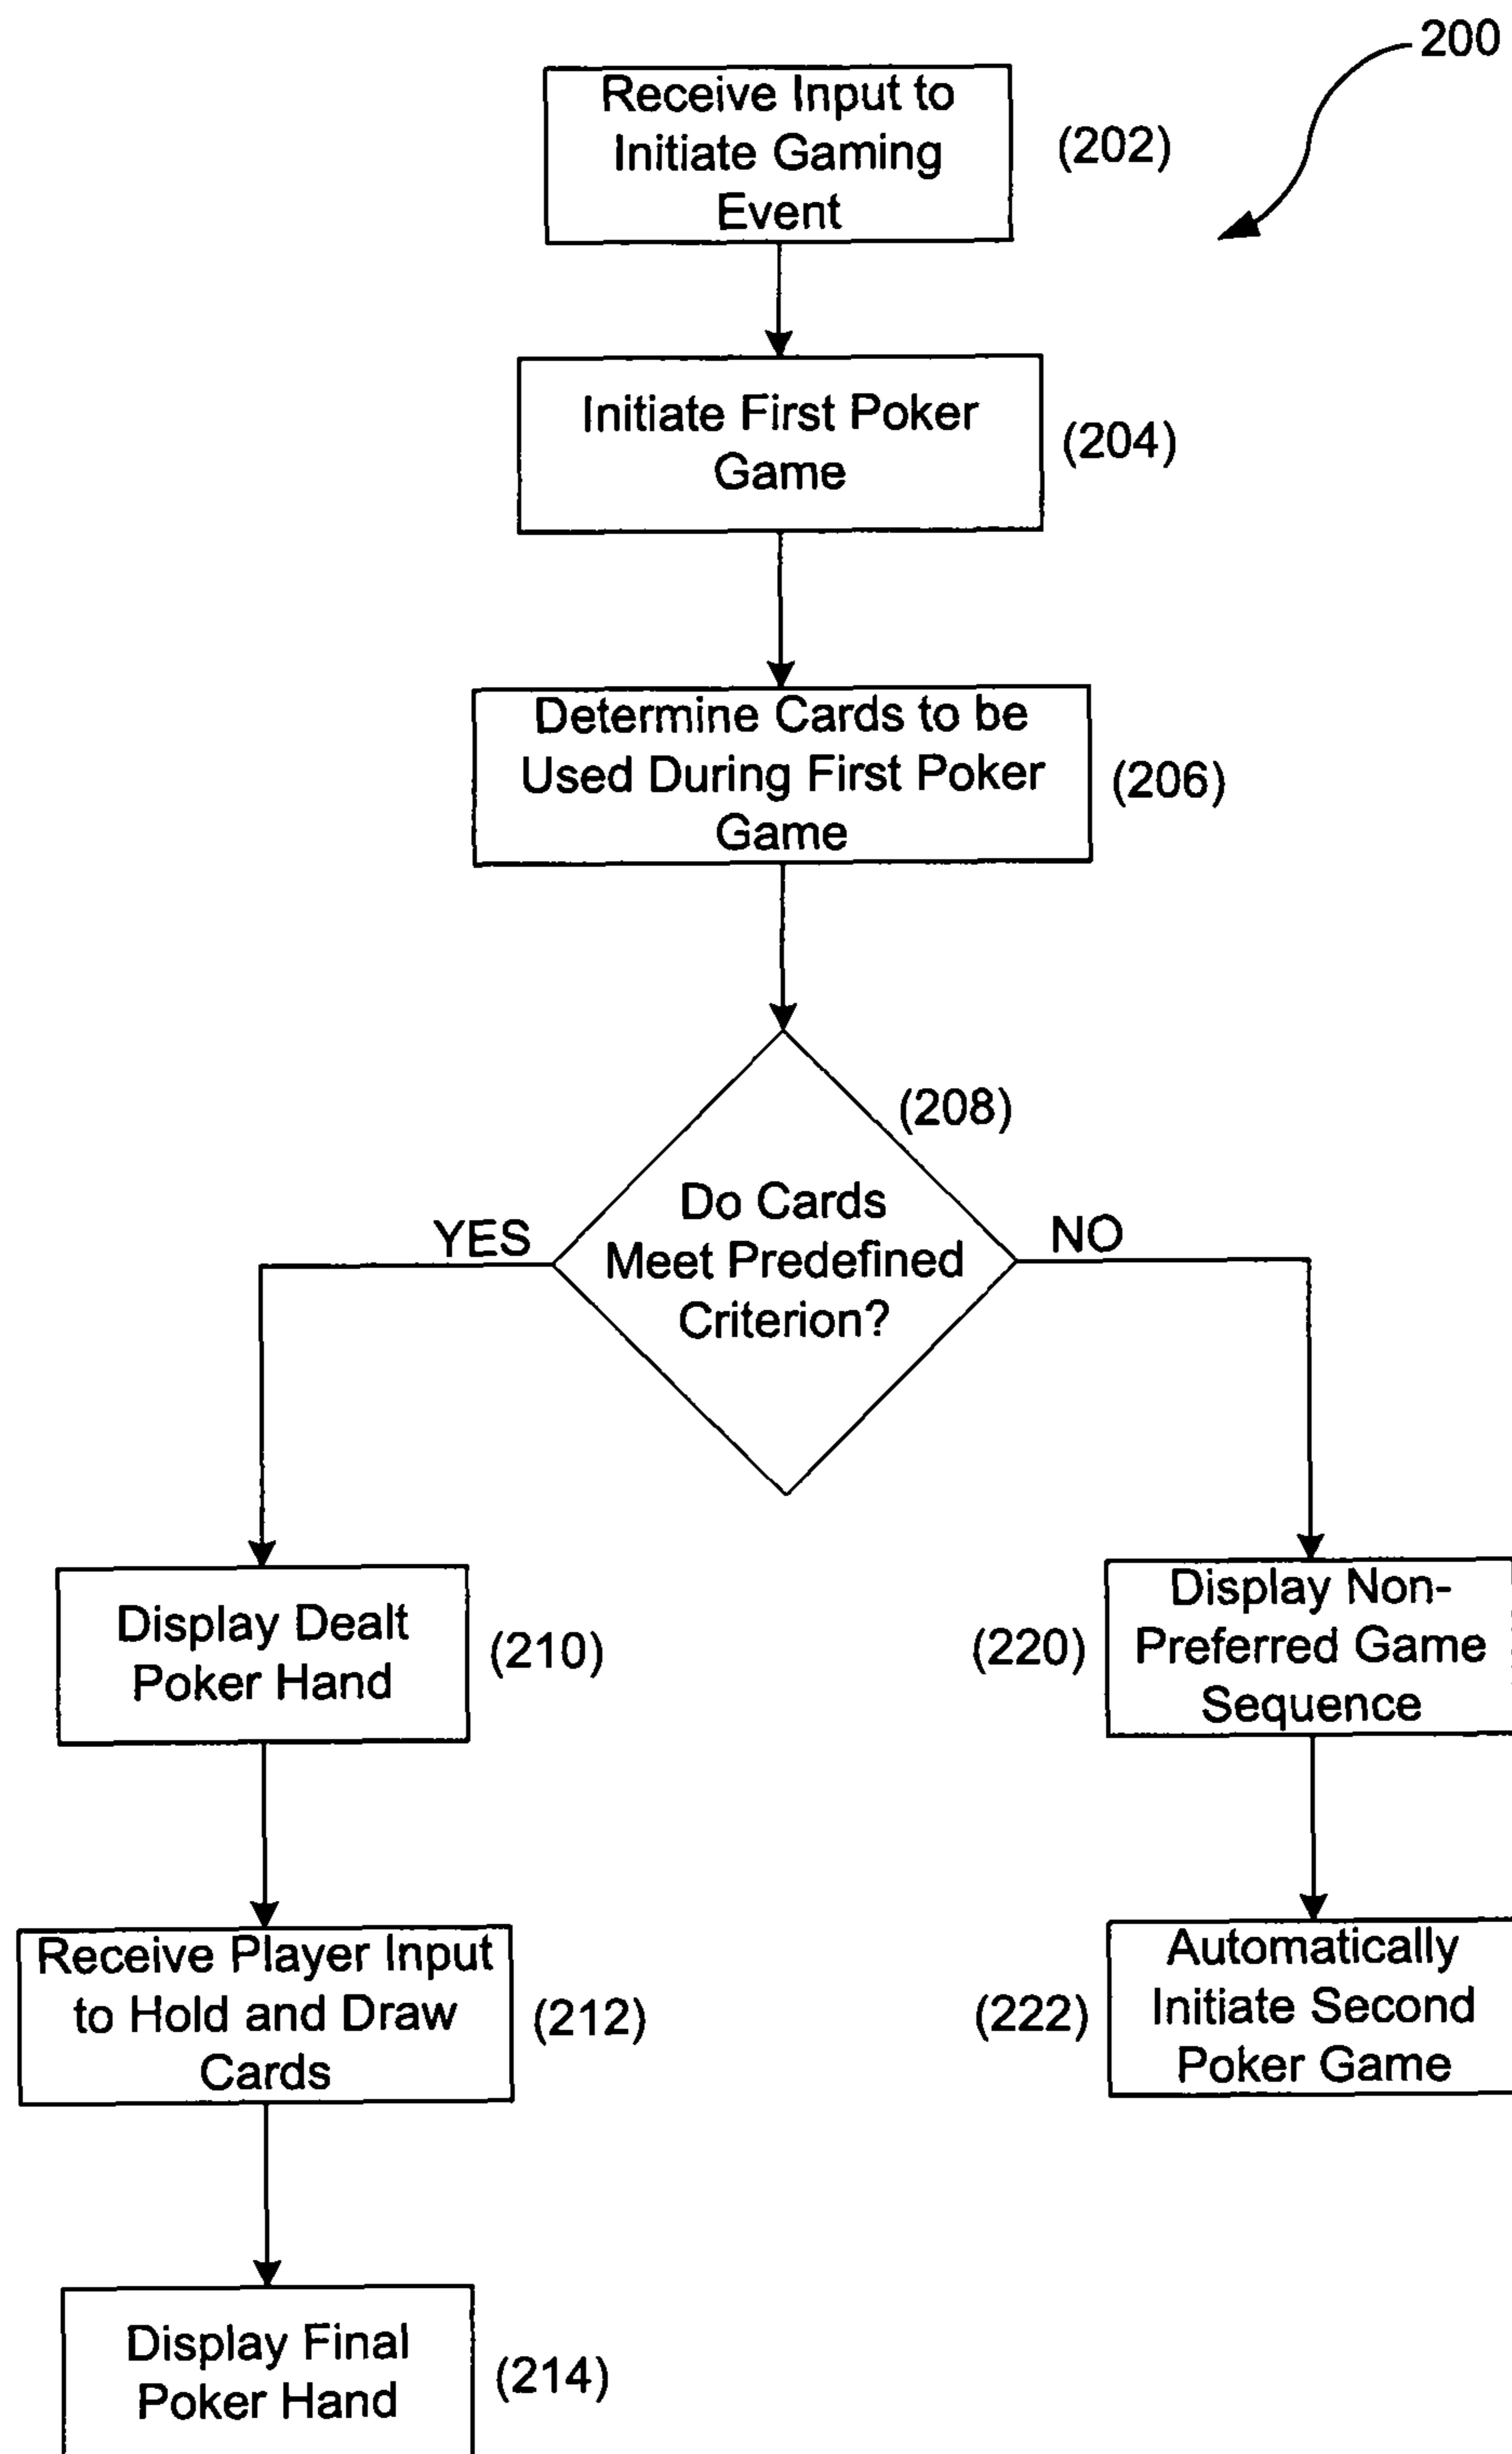 200
Receive Input to
Initiate Gaming
Event
(202)
Initiate First Poker
Game
(204)
Determine Cards to be
Used During First Poker
Game
(206)
(208)
Do Cards
Meet Predefined
Criterion?
YES
NO
Display Dealt
Poker Hand
(210)
(220)
Display Non-
Preferred Game
Sequence
Receive Player Input
to Hold and Draw
Cards
(212)
(222)
Automatically
Initiate Second
Poker Game
Display Final
Poker Hand
(214)